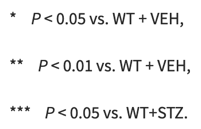 * P < 0.05 vs. WT + VEH,
** P < 0.01 vs. WT + VEH,
*** P < 0.05 vs. WT+STZ.